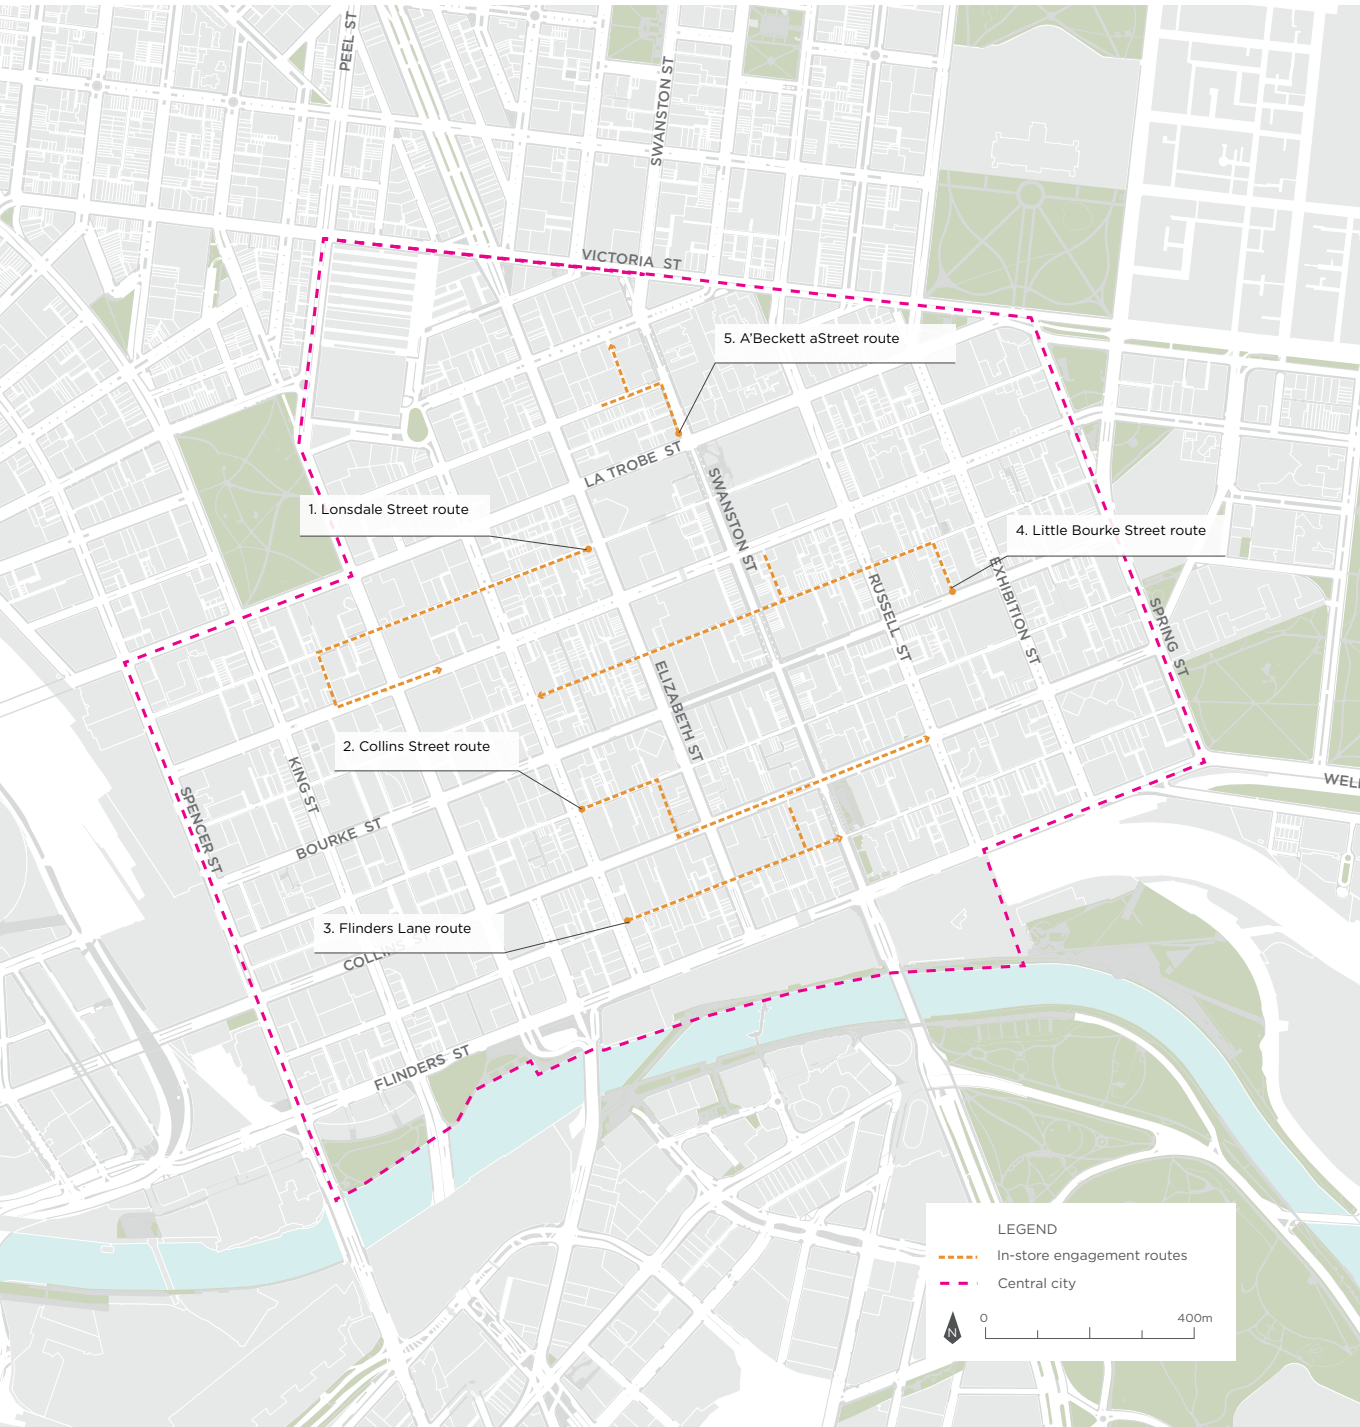 PEEL ST
SWANSTON ST
VICTORIA ST
5. A'Beckett aStreet route
LA TROBE ST
SWANSTON ST
1. Lonsdale Street route
4. Little Bourke Street route
EXHIBITION ST
RUSSELL ST
SPRING ST
ELIZABETH ST
2. Collins Street route
KING ST
SPENCER ST
BOURKE ST
WELL
3. Flinders Lane route
COLLINS ST
FLINDERS ST
LEGEND
In-store engagement routes
Central city
N
0 400m